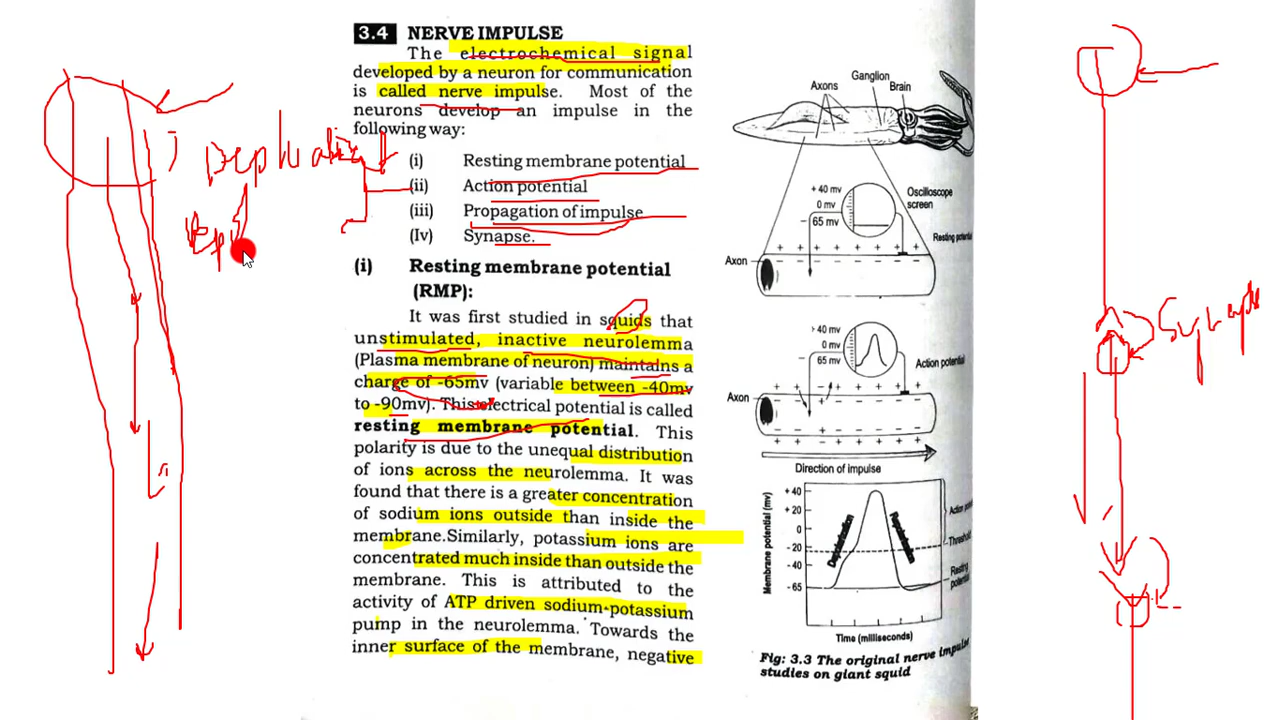 3.4 NERVE IMPULSE
The electrochemical signal
developed by a neuron for communication
is called nerve impulse. Most of the
neurons develop an impulse in the
following way:
(i) Resting membrane potential
(ii) Action potential
(iii) Propagation of impulse
(Iv) Synapse.
(i) Resting membrane potential
(RMP):
It was first studied in squids that
unstimulated, inactive neurolemma
(Plasma membrane of neuron) maintains a
charge of -65mv (variable between -40mv
to -90mv). This electrical potential is called
resting membrane potential. This
polarity is due to the unequal distribution
of ions across the neurolemma. It was
found that there is a greater concentration
of sodium ions outside than inside the
membrane.Similarly, potassium ions are
concentrated much inside than outside the
membrane. This is attributed to the
activity of ATP driven sodium-potassium
pump in the neurolemma. Towards the
inner surface of the membrane, negative
Axons
Ganglion
Brain
+ 40 mv
0 mv
65 mv
Oscilloscope
screen
Resting
Axon
+ + + + + + + +
40 mv
0 mv
65 mv
Action potential
Axon
Direction of impulse
Membrane potential (mv)
+ 40
+ 20
0
- 20
- 40
- 65
Depolarization
Repolarization
Action
Threshold
Resting
potential
Time (milliseconds)
Fig: 3.3 The original nerve impulse
studies on giant squid